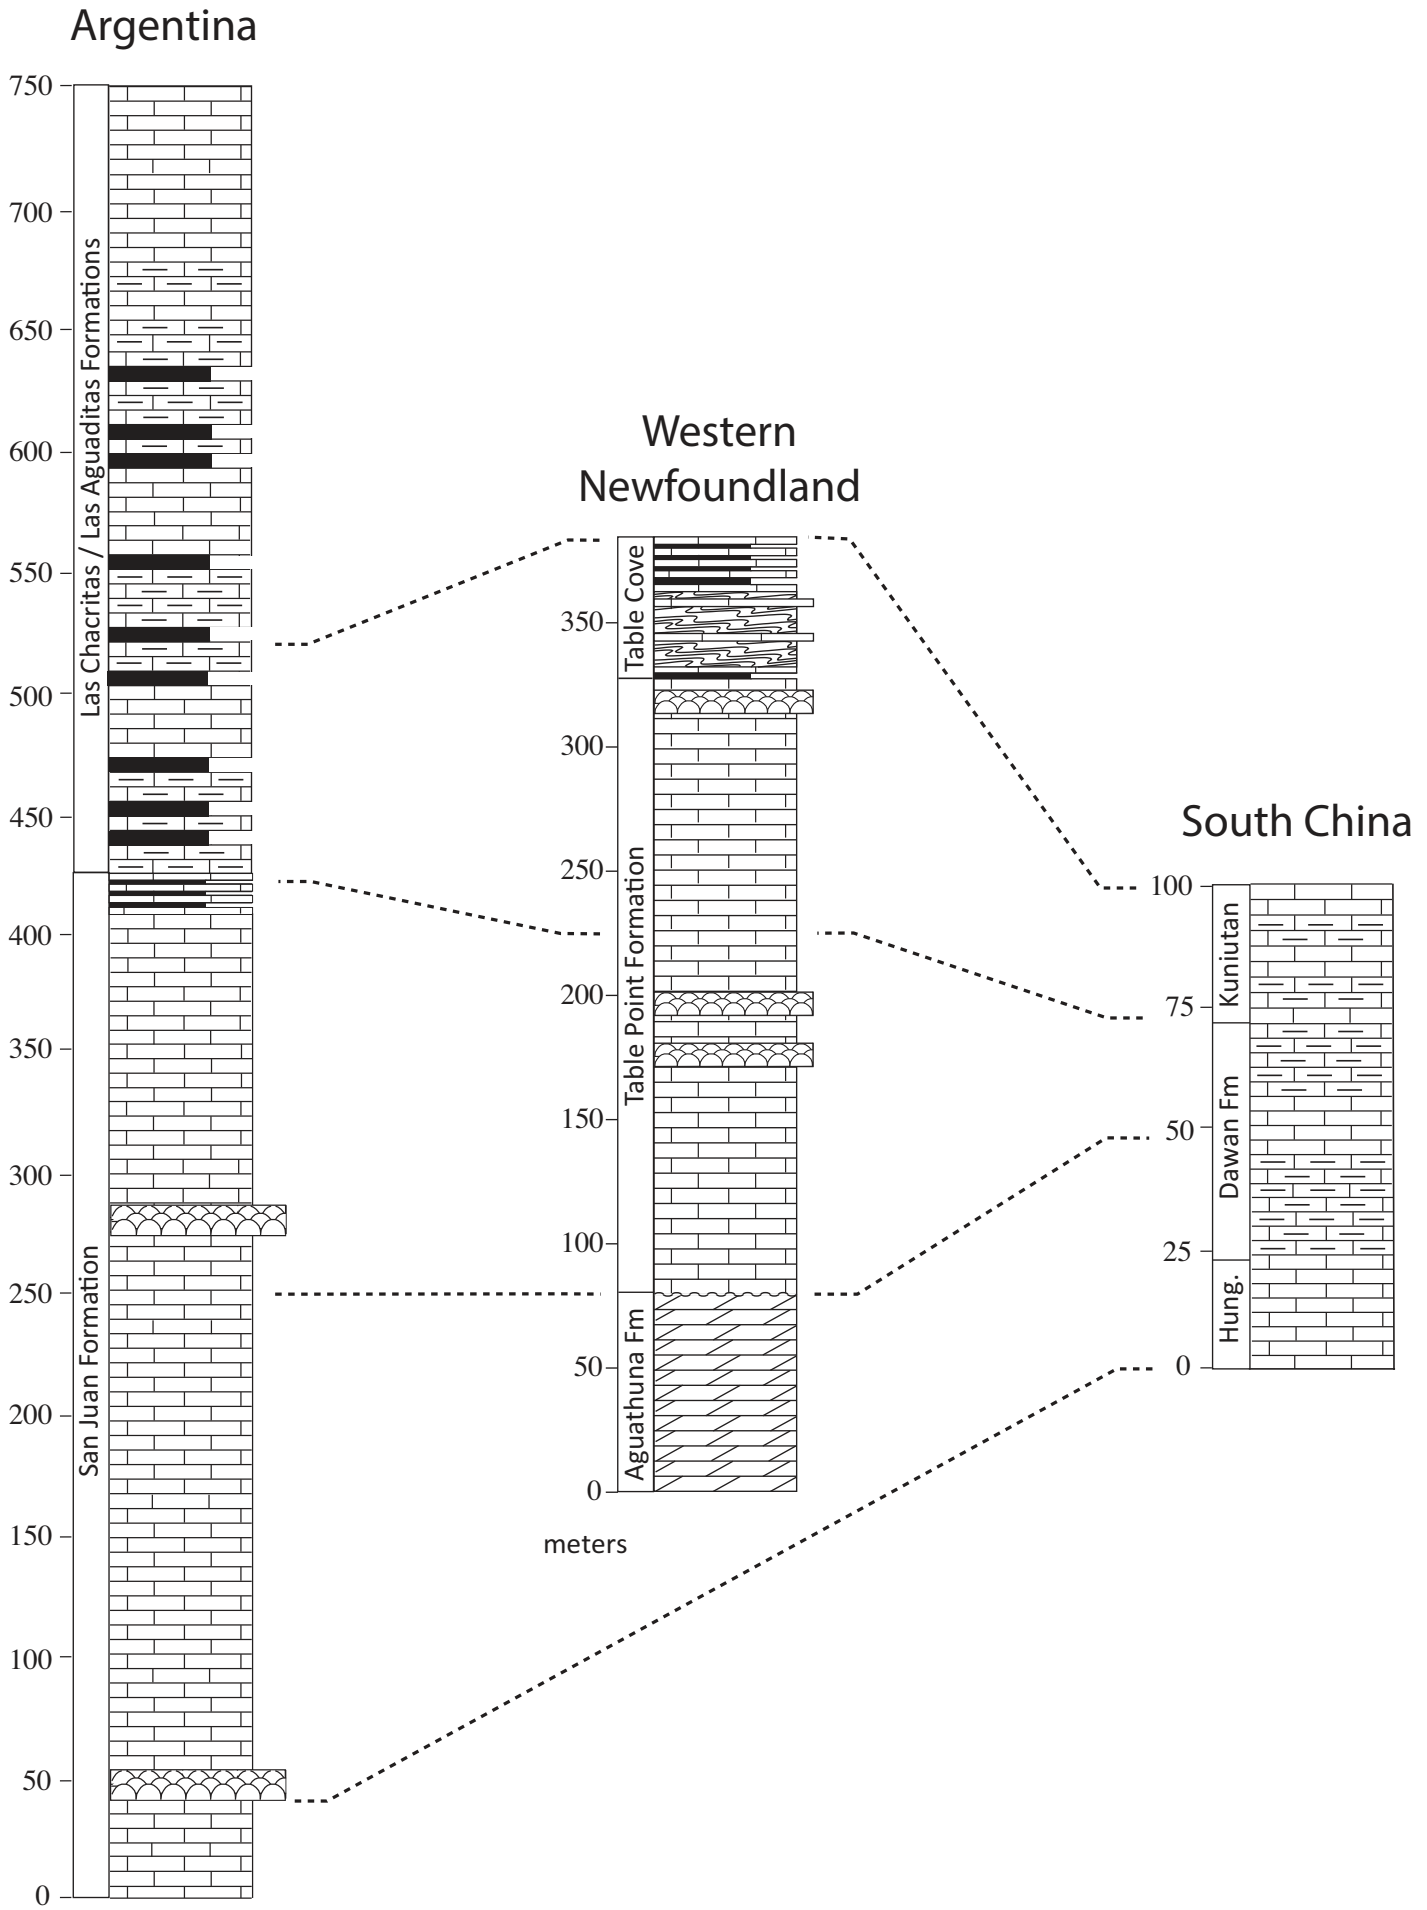 Argentina
750
700
650
600
550
500
450
400
350
300
250
200
150
100
50
0
Las Chacritas / Las Aguaditas Formations
San Juan Formation
Western
Newfoundland
350
300
250
200
150
100
50
0
Table Cove
Table Point Formation
Aguathuna Fm
meters
South China
100
75
50
25
0
Kuniutan
Dawan Fm
Hung.